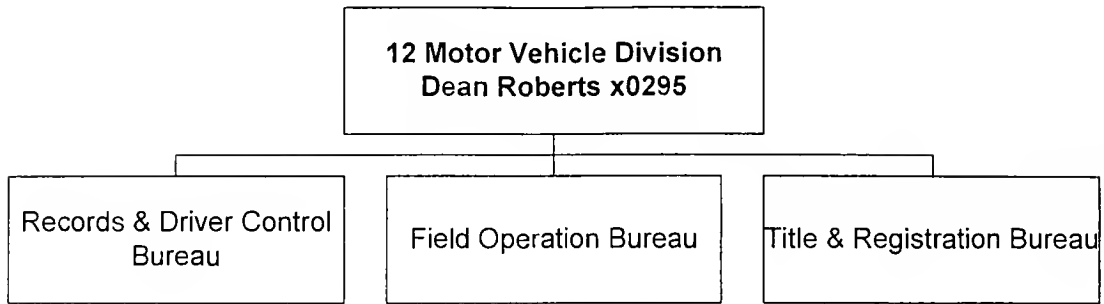 12 Motor Vehicle Division
Dean Roberts x0295
Records & Driver Control
Bureau
Field Operation Bureau
Title & Registration Bureau